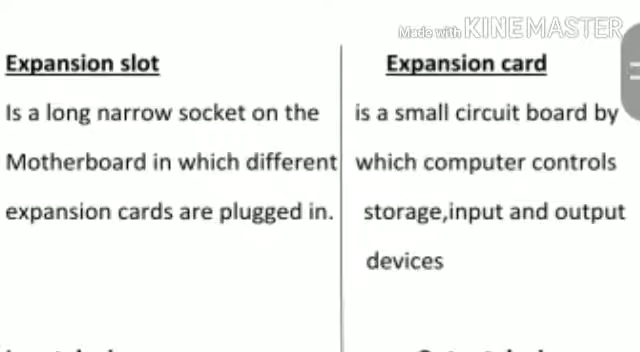 Made with KINEMASTER
Expansion slot
Is a long narrow socket on the
Motherboard in which different
expansion cards are plugged in.
Expansion card
is a small circuit board by
which computer controls
storage,input and output
devices